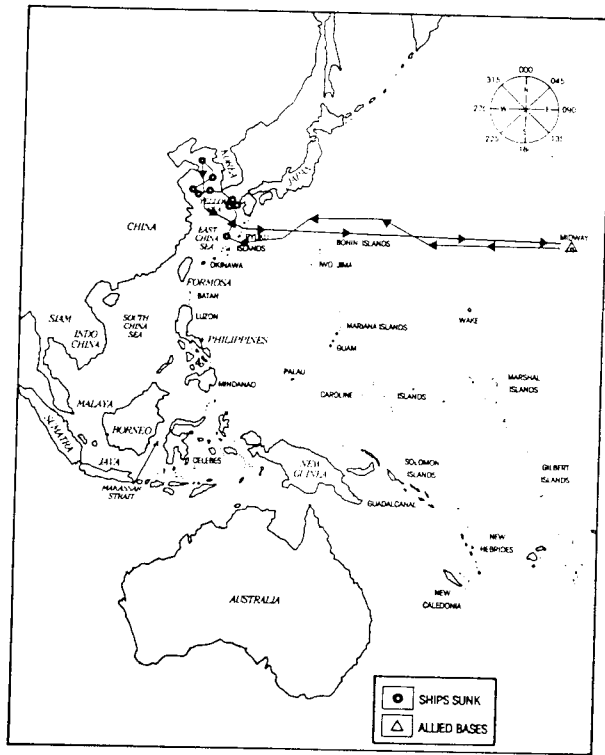 000
315
045
N
270
W
E
090
225
S
135
KOREA
JAPAN
CHINA
EAST
CHINA
SEA
ISLANDS
BONIN ISLANDS
MIDWAY
OKINAWA
IWO JIMA
FORMOSA
BATAN
SIAM
INDO
CHINA
SOUTH
CHINA
SEA
LUZON
PHILIPPINES
MARIANA ISLANDS
WAKE
GUAM
MINDANAO
PALAU
CAROLINE
ISLANDS
MARSHAL
ISLANDS
MALAYA
SUMATRA
BORNEO
JAVA
CELEBES
MAKASSAR
STRAIT
NEW
GUINEA
SOLOMON
ISLANDS
GILBERT
ISLANDS
GUADALCANAL
NEW
HEBRIDES
NEW
CALEDONIA
AUSTRALIA
SHIPS SUNK
ALLIED BASES